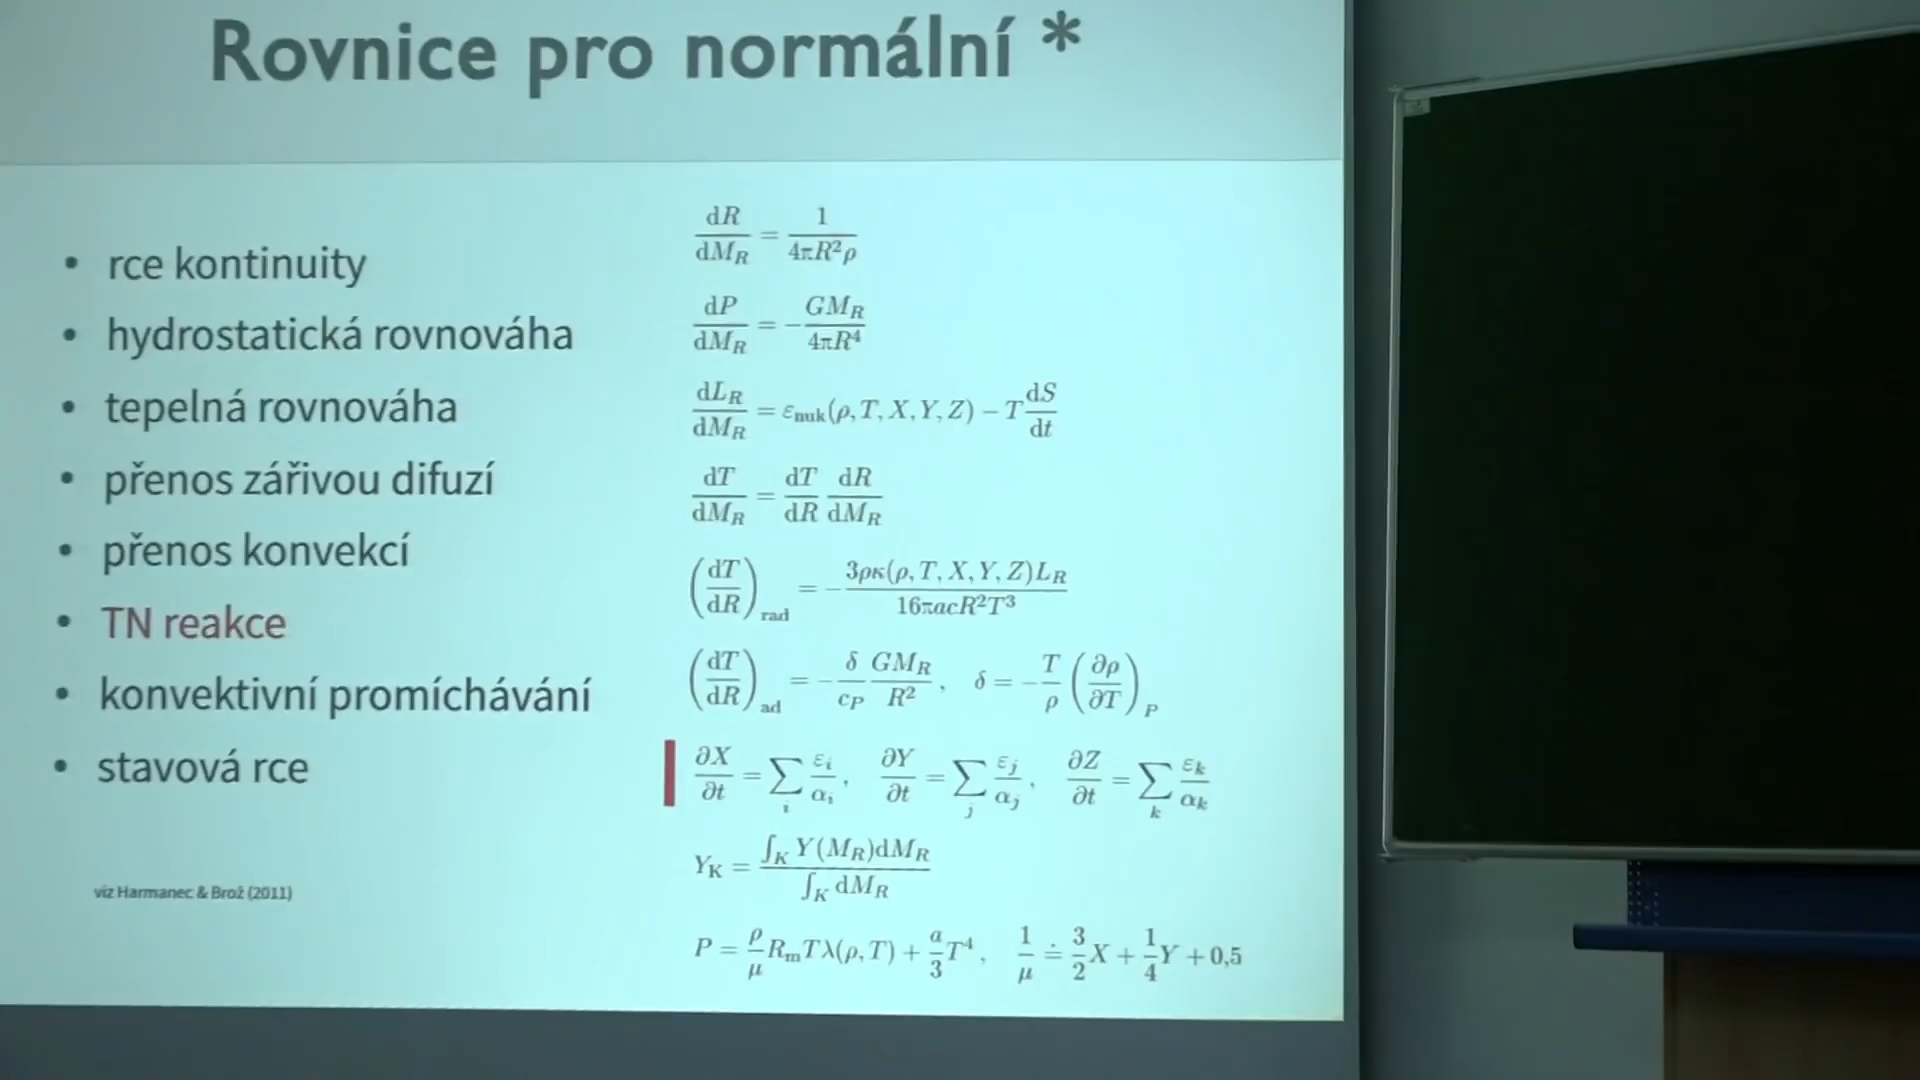 Rovnice pro normální *
• rce kontinuity
• hydrostatická rovnováha
• tepelná rovnováha
• přenos zářivou difuzí
• přenos konvekcí
• TN reakce
• konvektivní promíchávání
• stavová rce
viz Harmanec & Brož (2011)
dR/dM_R = 1/(4πR²ρ)
dP/dM_R = −GM_R/(4πR⁴)
dL_R/dM_R = ε_nuk(ρ, T, X, Y, Z) − T dS/dt
dT/dM_R = dT/dR dR/dM_R
(dT/dR)_rad = −3ρκ(ρ, T, X, Y, Z)L_R/(16πacR²T³)
(dT/dR)_ad = −δ/c_P GM_R/R² , δ = −T/ρ (∂ρ/∂T)_P
∂X/∂t = ∑_i ε_i/α_i , ∂Y/∂t = ∑_j ε_j/α_j , ∂Z/∂t = ∑_k ε_k/α_k
Y_K = ∫_K Y(M_R)dM_R / ∫_K dM_R
P = ρ/μ R_m Tλ(ρ, T) + a/3 T⁴ , 1/μ ≐ 3/2 X + 1/4 Y + 0,5